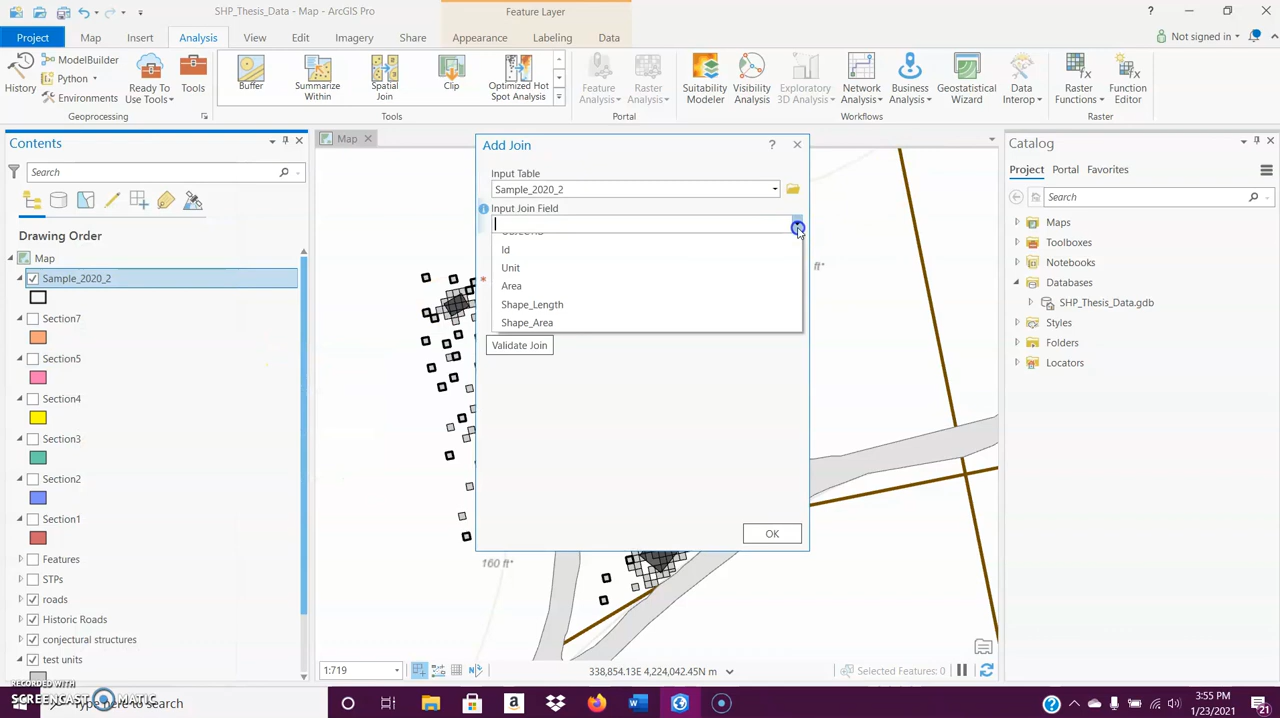 SHP_Thesis_Data - Map - ArcGIS Pro
Feature Layer
?
Project
Map
Insert
Analysis
View
Edit
Imagery
Share
Appearance
Labeling
Data
Not signed in
History
ModelBuilder
Python
Environments
Ready To Use Tools
Tools
Buffer
Summarize Within
Spatial Join
Clip
Optimized Hot Spot Analysis
Feature Analysis
Raster Analysis
Suitability Modeler
Visibility Analysis
Exploratory 3D Analysis
Network Analysis
Business Analysis
Geostatistical Wizard
Data Interop
Raster Functions
Function Editor
Geoprocessing
Tools
Portal
Workflows
Raster
Contents
Search
Drawing Order
Map
Sample_2020_2
Section7
Section5
Section4
Section3
Section2
Section1
Features
STPs
roads
Historic Roads
conjectural structures
test units
Map
Add Join
?
Input Table
Sample_2020_2
Input Join Field
Id
Unit
Area
Shape_Length
Shape_Area
*
Validate Join
OK
ft*
160 ft*
1:719
338,854.13E 4,224,042.45N m
Selected Features: 0
Catalog
Project
Portal
Favorites
Search
Maps
Toolboxes
Notebooks
Databases
SHP_Thesis_Data.gdb
Styles
Folders
Locators
RECORDED WITH
SCREENCAST MATIC
Type here to search
3:55 PM
1/23/2021
21